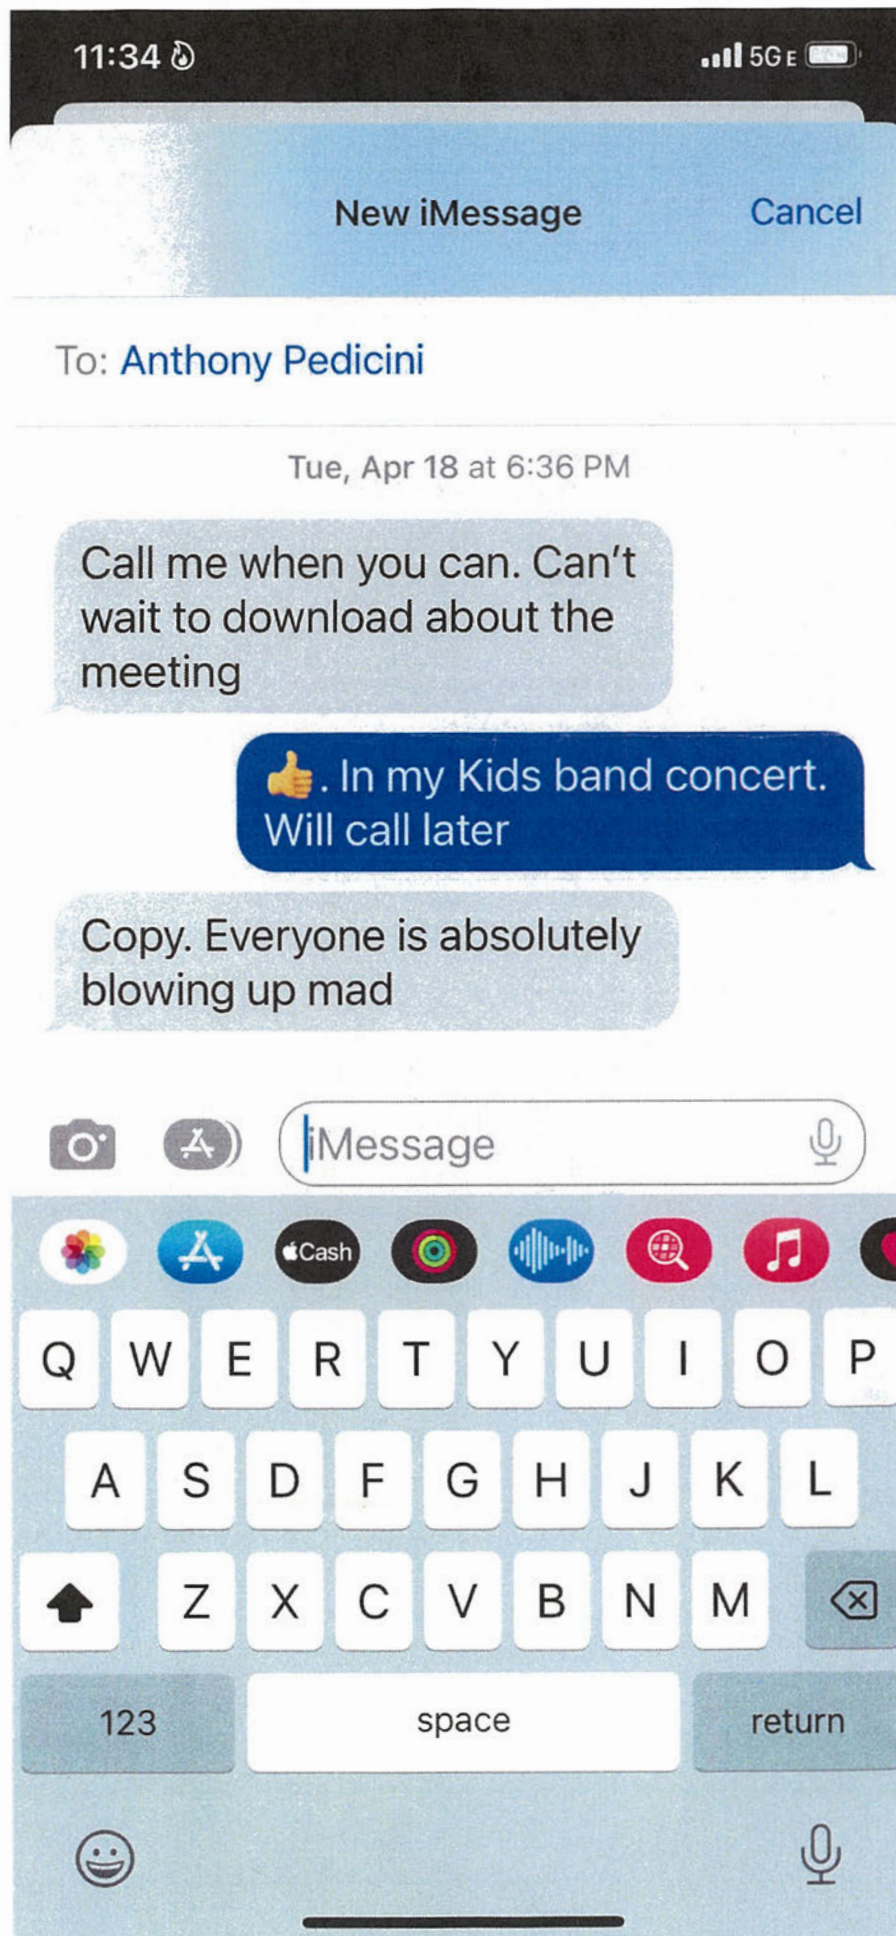 11:34
5G E
New iMessage
Cancel
To: Anthony Pedicini
Tue, Apr 18 at 6:36 PM
Call me when you can. Can't
wait to download about the
meeting
👍. In my Kids band concert.
Will call later
Copy. Everyone is absolutely
blowing up mad
iMessage
Cash
Q W E R T Y U I O P
A S D F G H J K L
Z X C V B N M
123
space
return